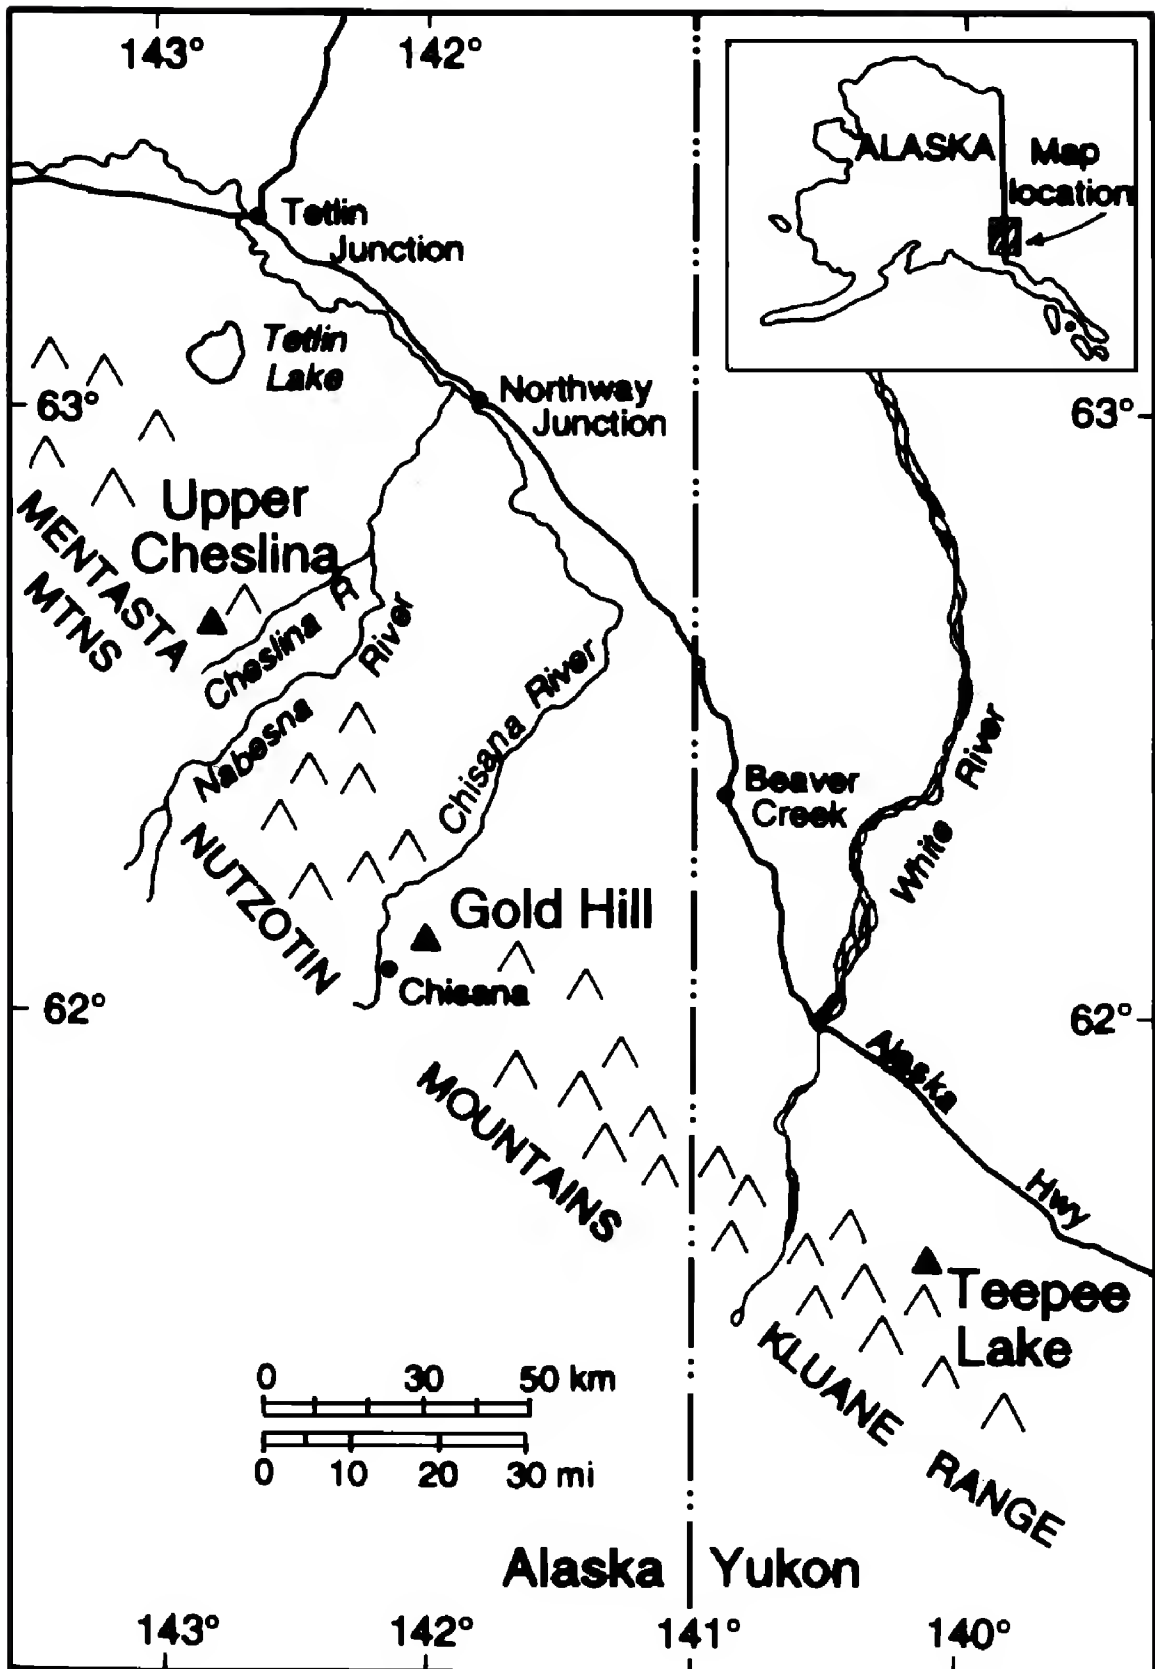 143°
142°
ALASKA
Map
location
Tetlin
Junction
Tetlin
Lake
63°
Northway
Junction
63°
Upper
Cheslina
MENTASTA
MTNS
Cheslina R
Nabesna River
Chisana River
Beaver
Creek
White River
NUTZOTIN
Gold Hill
Chisana
62°
62°
Alaska Hwy
MOUNTAINS
Teepee
Lake
KLUANE RANGE
0 30 50 km
0 10 20 30 mi
Alaska
Yukon
143°
142°
141°
140°